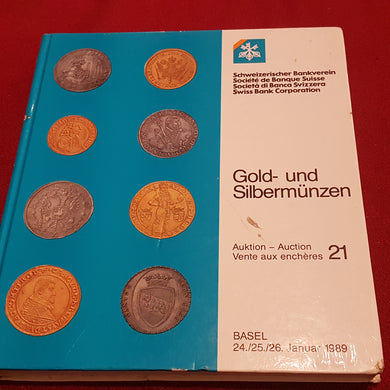 Schweizerischer Bankverein
Société de Banque Suisse
Società di Banca Svizzera
Swiss Bank Corporation
Gold- und
Silbermünzen
Auktion – Auction
Vente aux enchères 21
BASEL
24./25./26. Januar 1989